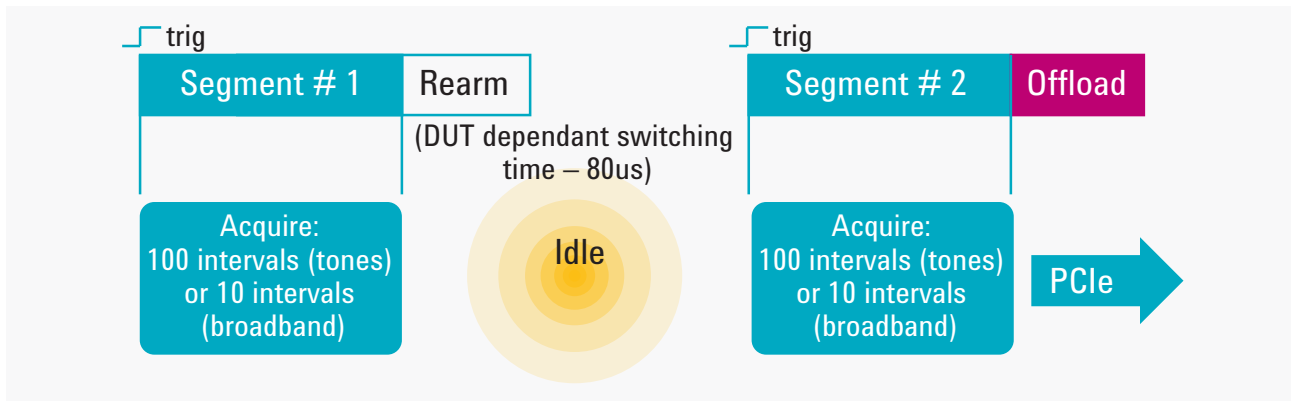 trig
Segment # 1
Rearm
(DUT dependant switching
time – 80us)
trig
Segment # 2
Offload
Acquire:
100 intervals (tones)
or 10 intervals
(broadband)
Idle
Acquire:
100 intervals (tones)
or 10 intervals
(broadband)
PCIe